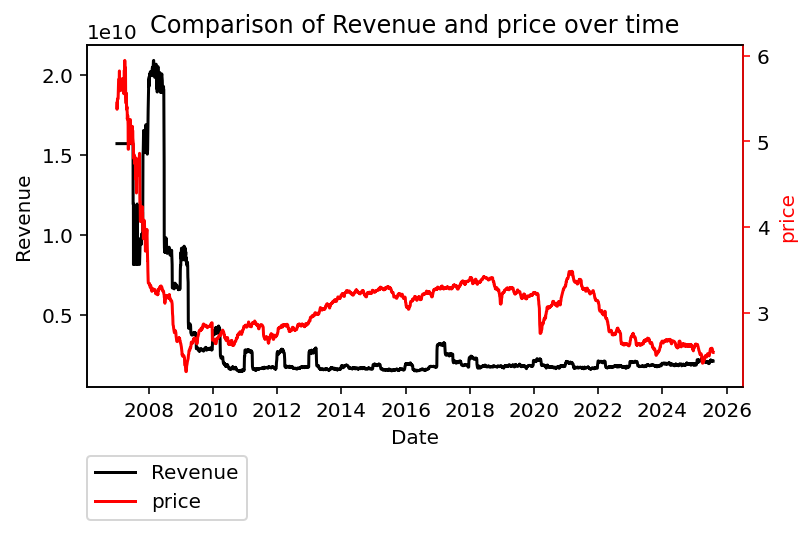 Comparison of Revenue and price over time
1e10
2.0
1.5
1.0
0.5
Revenue
6
5
4
3
price
2008 2010 2012 2014 2016 2018 2020 2022 2024 2026
Date
Revenue
price